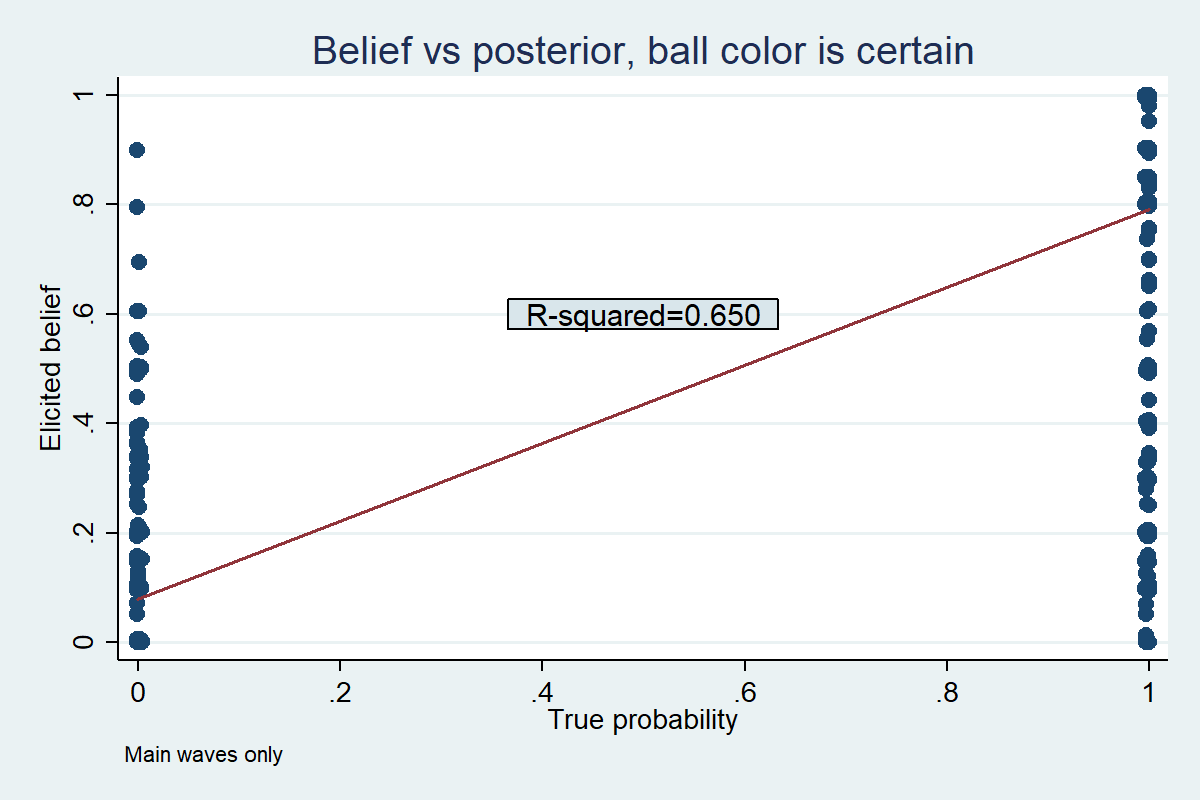 Belief vs posterior, ball color is certain
1
.8
.6
.4
.2
0
Elicited belief
R-squared=0.650
0 .2 .4 .6 .8 1
True probability
Main waves only